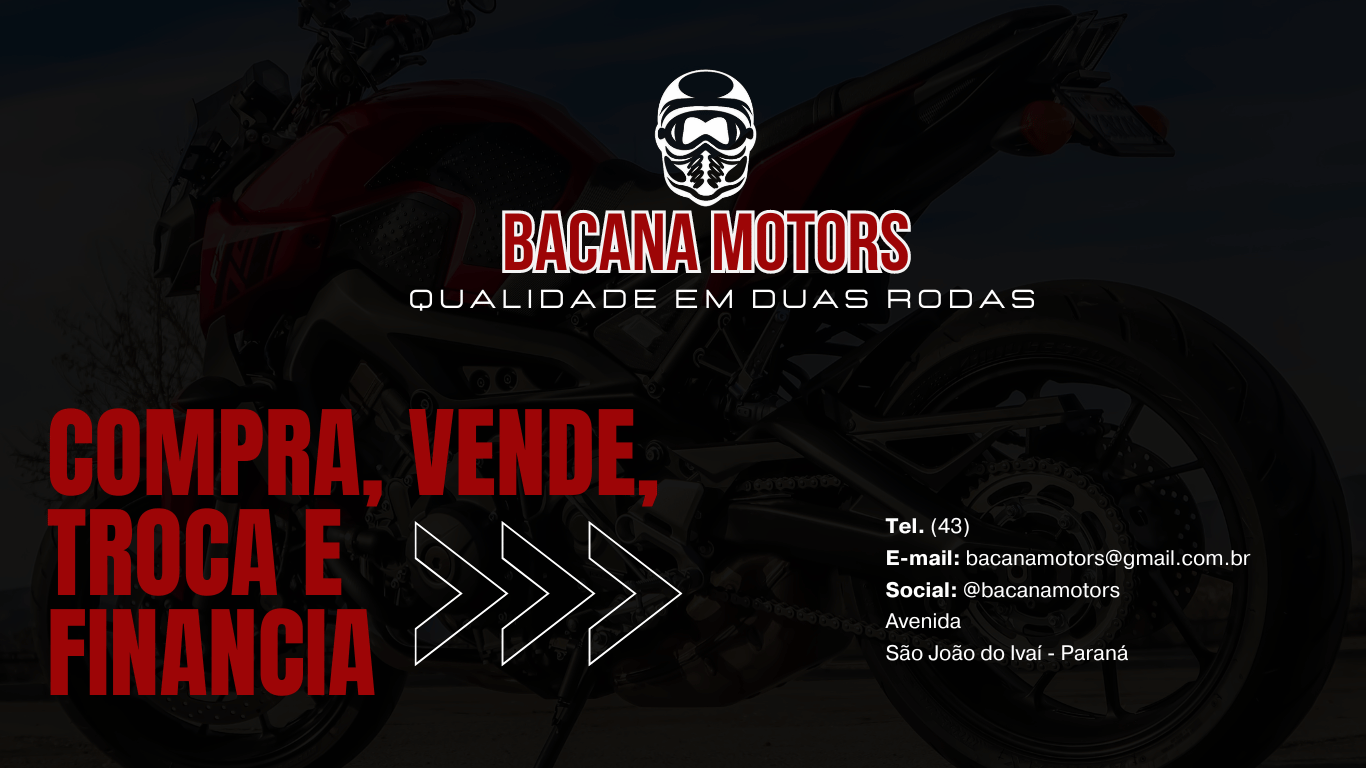 BACANA MOTORS
QUALIDADE EM DUAS RODAS
COMPRA, VENDE,
TROCA E
FINANCIA
Tel. (43)
E-mail: bacanamotors@gmail.com.br
Social: @bacanamotors
Avenida
São João do Ivaí - Paraná